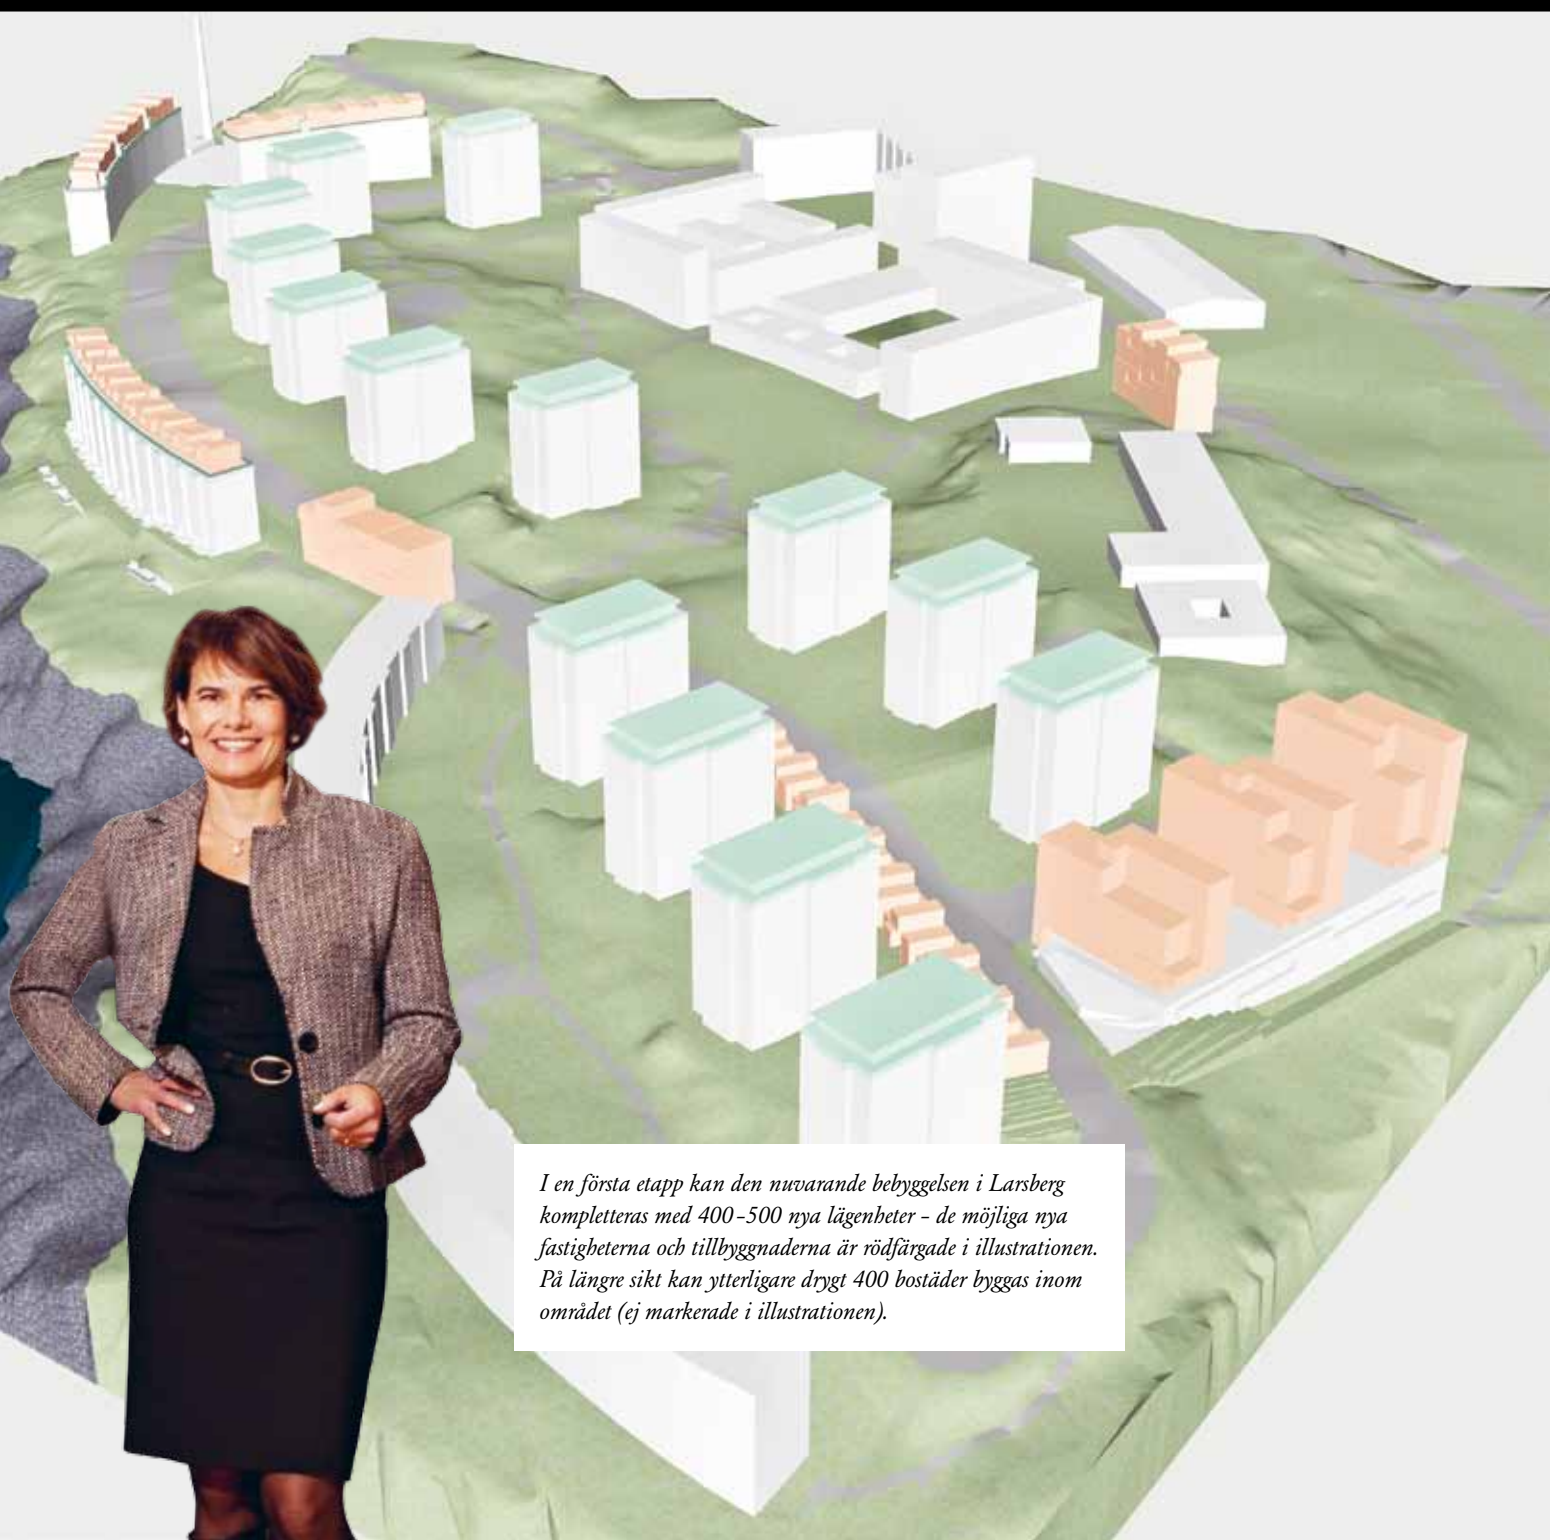 I en första etapp kan den nuvarande bebyggelsen i Larsberg
kompletteras med 400-500 nya lägenheter - de möjliga nya
fastigheterna och tillbyggnaderna är rödfärgade i illustrationen.
På längre sikt kan ytterligare drygt 400 bostäder byggas inom
området (ej markerade i illustrationen).